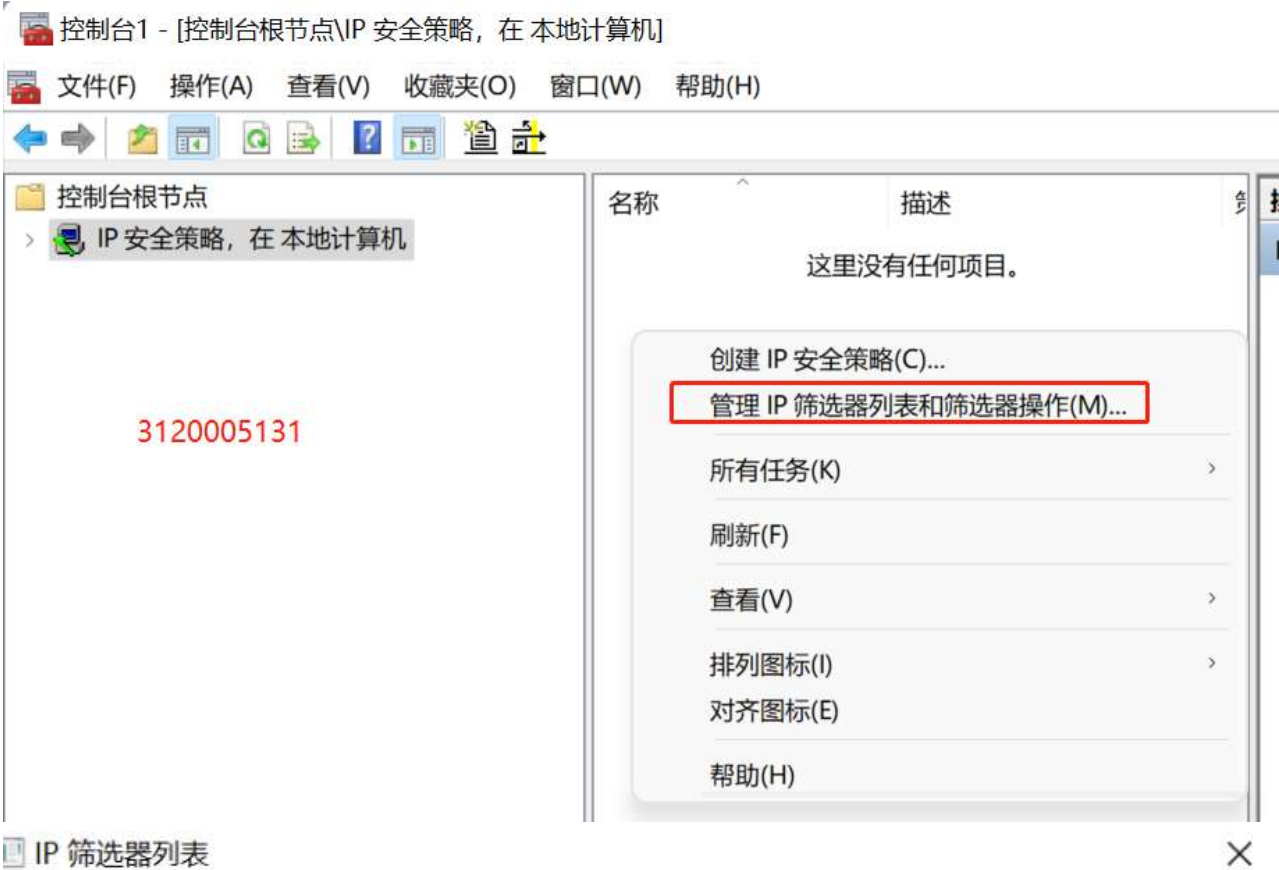 控制台1 - [控制台根节点\IP 安全策略，在 本地计算机]
文件(F) 操作(A) 查看(V) 收藏夹(O) 窗口(W) 帮助(H)
控制台根节点
IP 安全策略，在 本地计算机
3120005131
名称 描述
这里没有任何项目。
创建 IP 安全策略(C)...
管理 IP 筛选器列表和筛选器操作(M)...
所有任务(K)
刷新(F)
查看(V)
排列图标(I)
对齐图标(E)
帮助(H)
IP 筛选器列表